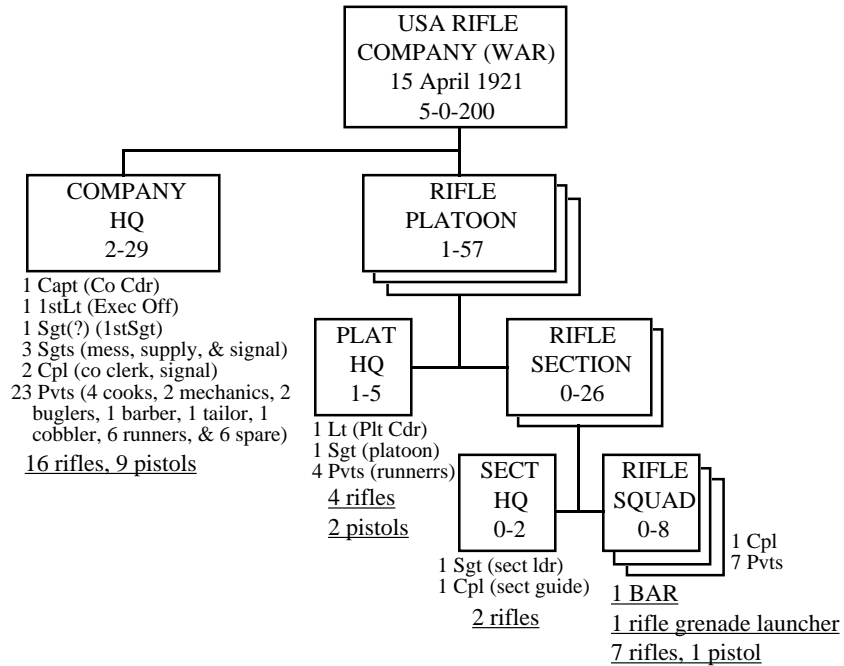 USA RIFLE
COMPANY (WAR)
15 April 1921
5-0-200
COMPANY
HQ
2-29
1 Capt (Co Cdr)
1 1stLt (Exec Off)
1 Sgt(?) (1stSgt)
3 Sgts (mess, supply, & signal)
2 Cpl (co clerk, signal)
23 Pvts (4 cooks, 2 mechanics, 2
buglers, 1 barber, 1 tailor, 1
cobbler, 6 runners, & 6 spare)
16 rifles, 9 pistols
RIFLE
PLATOON
1-57
PLAT
HQ
1-5
1 Lt (Plt Cdr)
1 Sgt (platoon)
4 Pvts (runnerrs)
4 rifles
2 pistols
RIFLE
SECTION
0-26
SECT
HQ
0-2
1 Sgt (sect ldr)
1 Cpl (sect guide)
2 rifles
RIFLE
SQUAD
0-8
1 Cpl
7 Pvts
1 BAR
1 rifle grenade launcher
7 rifles, 1 pistol